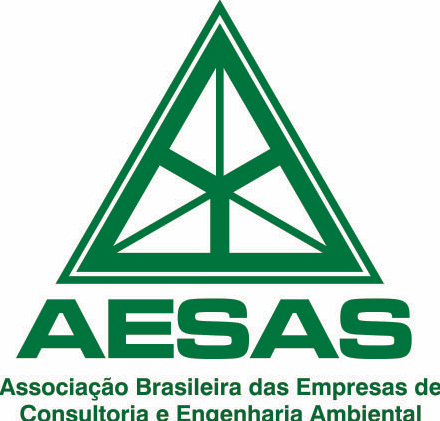 AESAS
Associação Brasileira das Empresas de
Consultoria e Engenharia Ambiental